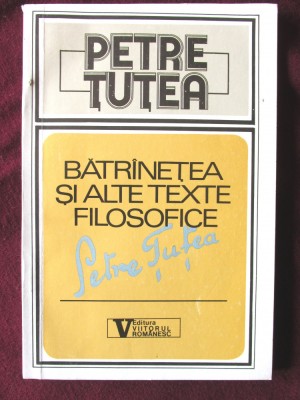 PETRE
ȚUȚEA
BĂTRÎNEȚEA
ȘI ALTE TEXTE
FILOSOFICE
Petre Țuțea
V Editura
VIITORUL
ROMÂNESC